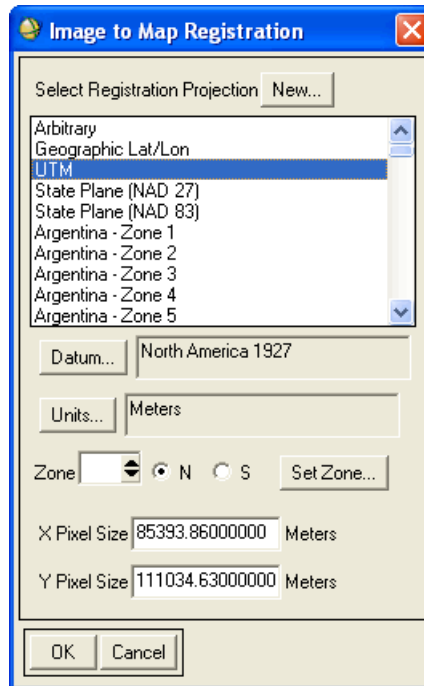 Image to Map Registration
Select Registration Projection New...
Arbitrary
Geographic Lat/Lon
UTM
State Plane (NAD 27)
State Plane (NAD 83)
Argentina - Zone 1
Argentina - Zone 2
Argentina - Zone 3
Argentina - Zone 4
Argentina - Zone 5
Datum... North America 1927
Units... Meters
Zone N S Set Zone...
X Pixel Size 85393.86000000 Meters
Y Pixel Size 111034.63000000 Meters
OK Cancel